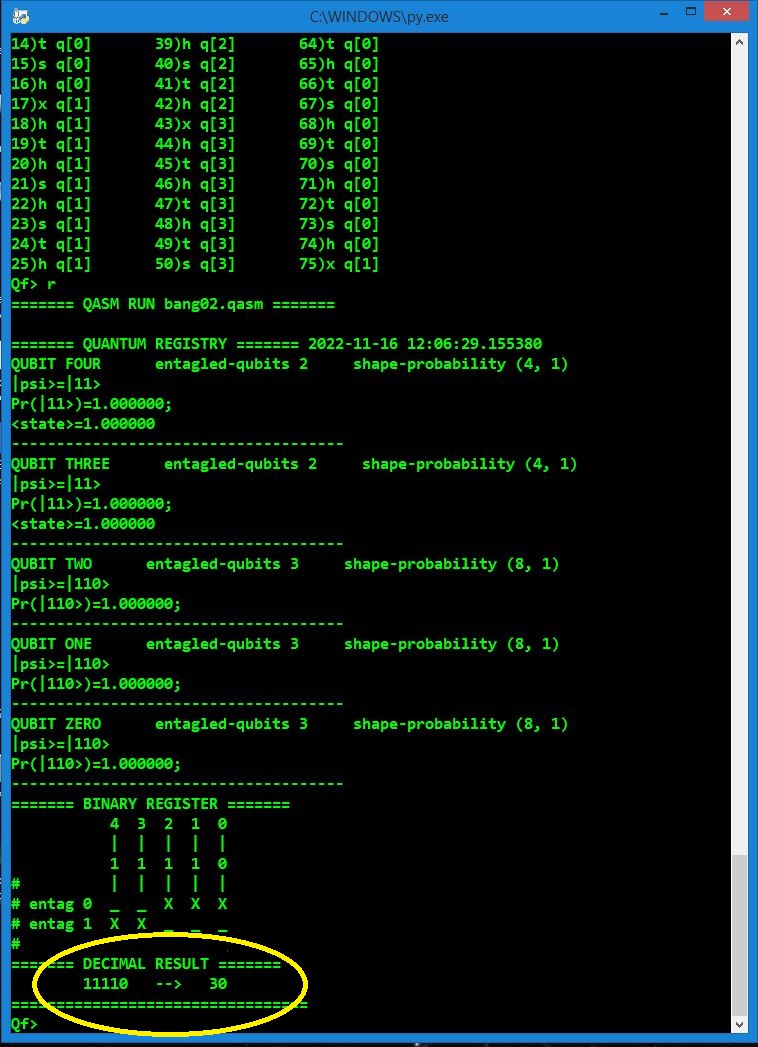 C:\WINDOWS\py.exe
14)t q[0]       39)h q[2]       64)t q[0]
15)s q[0]       40)s q[2]       65)h q[0]
16)h q[0]       41)t q[2]       66)t q[0]
17)x q[1]       42)h q[2]       67)s q[0]
18)h q[1]       43)x q[3]       68)h q[0]
19)t q[1]       44)h q[3]       69)t q[0]
20)h q[1]       45)t q[3]       70)s q[0]
21)s q[1]       46)h q[3]       71)h q[0]
22)h q[1]       47)t q[3]       72)t q[0]
23)s q[1]       48)h q[3]       73)s q[0]
24)t q[1]       49)t q[3]       74)h q[0]
25)h q[1]       50)s q[3]       75)x q[1]
Qf> r
======= QASM RUN bang02.qasm =======
======= QUANTUM REGISTRY ======= 2022-11-16 12:06:29.155380
QUBIT FOUR      entagled-qubits 2     shape-probability (4, 1)
|psi>=|11>
Pr(|11>)=1.000000;
<state>=1.000000
-------------------------------------
QUBIT THREE      entagled-qubits 2     shape-probability (4, 1)
|psi>=|11>
Pr(|11>)=1.000000;
<state>=1.000000
-------------------------------------
QUBIT TWO      entagled-qubits 3     shape-probability (8, 1)
|psi>=|110>
Pr(|110>)=1.000000;
-------------------------------------
QUBIT ONE      entagled-qubits 3     shape-probability (8, 1)
|psi>=|110>
Pr(|110>)=1.000000;
-------------------------------------
QUBIT ZERO      entagled-qubits 3     shape-probability (8, 1)
|psi>=|110>
Pr(|110>)=1.000000;
-------------------------------------
======= BINARY REGISTER =======
           4  3  2  1  0
           |  |  |  |  |
           1  1  1  1  0
#          |  |  |  |  |
# entag 0  _  _  X  X  X
# entag 1  X  X  _  _  _
#
======= DECIMAL RESULT =======
        11110   -->   30
=================================
Qf>